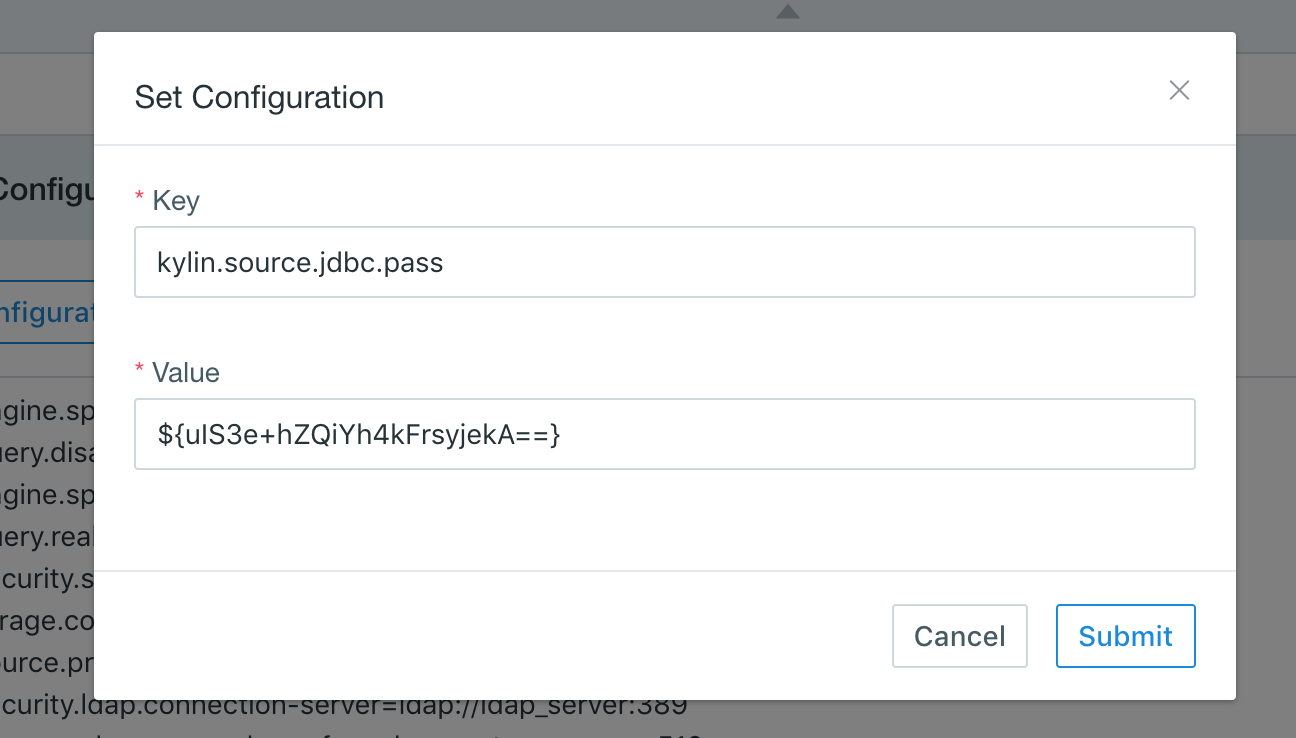 Set Configuration
Configu
* Key
kylin.source.jdbc.pass
nfigurat
* Value
ngine.sp
${uIS3e+hZQiYh4kFrsyjekA==}
uery.disa
ngine.sp
uery.real
curity.s
rage.co
Cancel
Submit
ource.pr
curity.ldap.connection-server=ldap://ldap_server:389